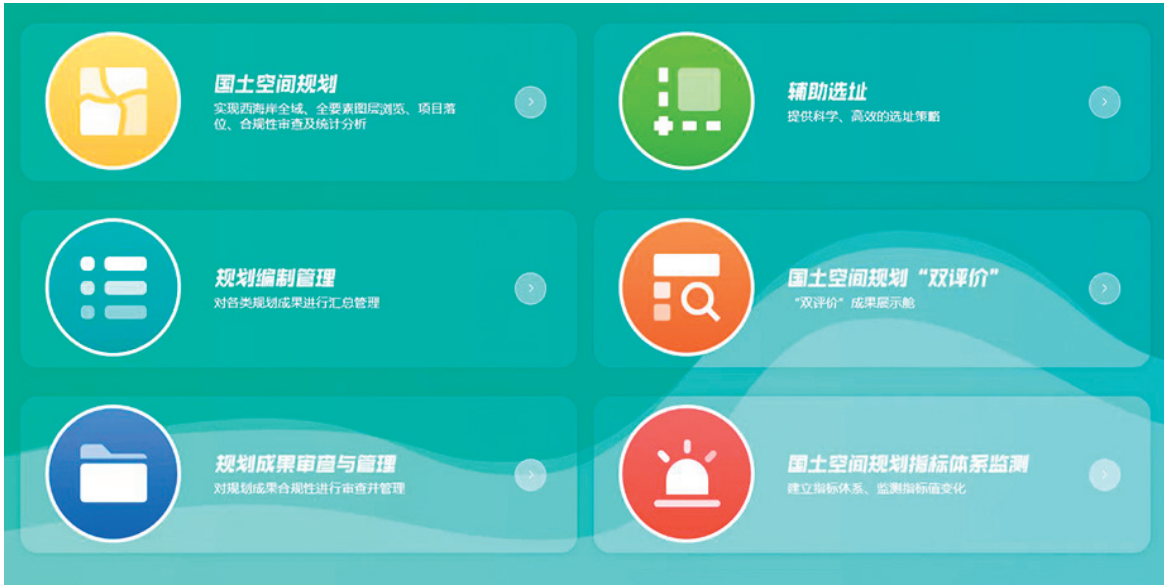 国土空间规划
实现西海岸全域、全要素图层浏览、项目落
位、合规性审查及统计分析
辅助选址
提供科学、高效的选址策略
规划编制管理
对各类规划成果进行汇总管理
国土空间规划“双评价”
“双评价”成果展示舱
规划成果审查与管理
对规划成果合规性进行审查并管理
国土空间规划指标体系监测
建立指标体系、监测指标值变化